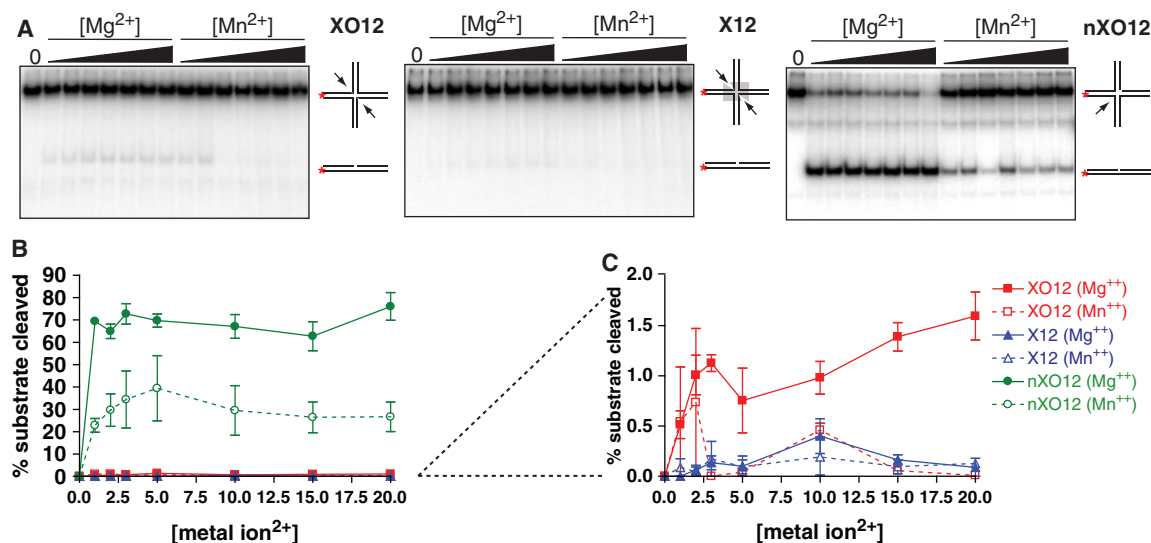 A
[Mg2+] [Mn2+] XO12
0
*
*
[Mg2+] [Mn2+] X12
0
*
*
[Mg2+] [Mn2+] nXO12
0
*
*
B
% substrate cleaved
90
80
70
60
50
40
30
20
10
0
0.0 2.5 5.0 7.5 10.0 12.5 15.0 17.5 20.0
[metal ion2+]
C
% substrate cleaved
2.0
1.5
1.0
0.5
0.0
0.0 2.5 5.0 7.5 10.0 12.5 15.0 17.5 20.0
[metal ion2+]
XO12 (Mg++)
XO12 (Mn++)
X12 (Mg++)
X12 (Mn++)
nXO12 (Mg++)
nXO12 (Mn++)